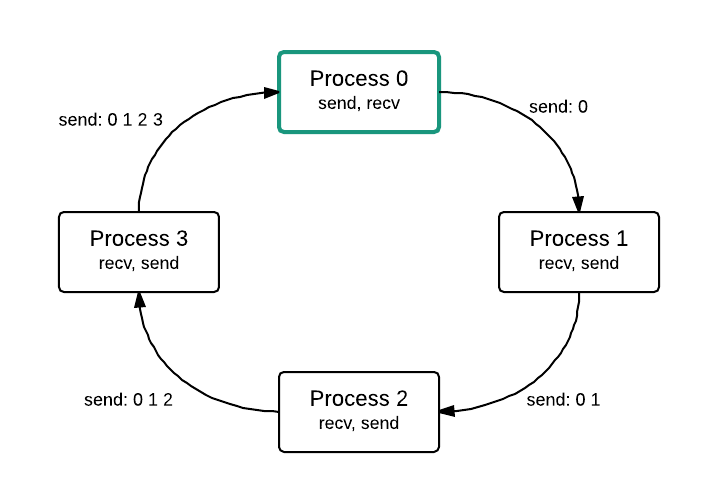 Process 0
send, recv
send: 0
send: 0 1 2 3
Process 3
recv, send
Process 1
recv, send
Process 2
recv, send
send: 0 1 2
send: 0 1